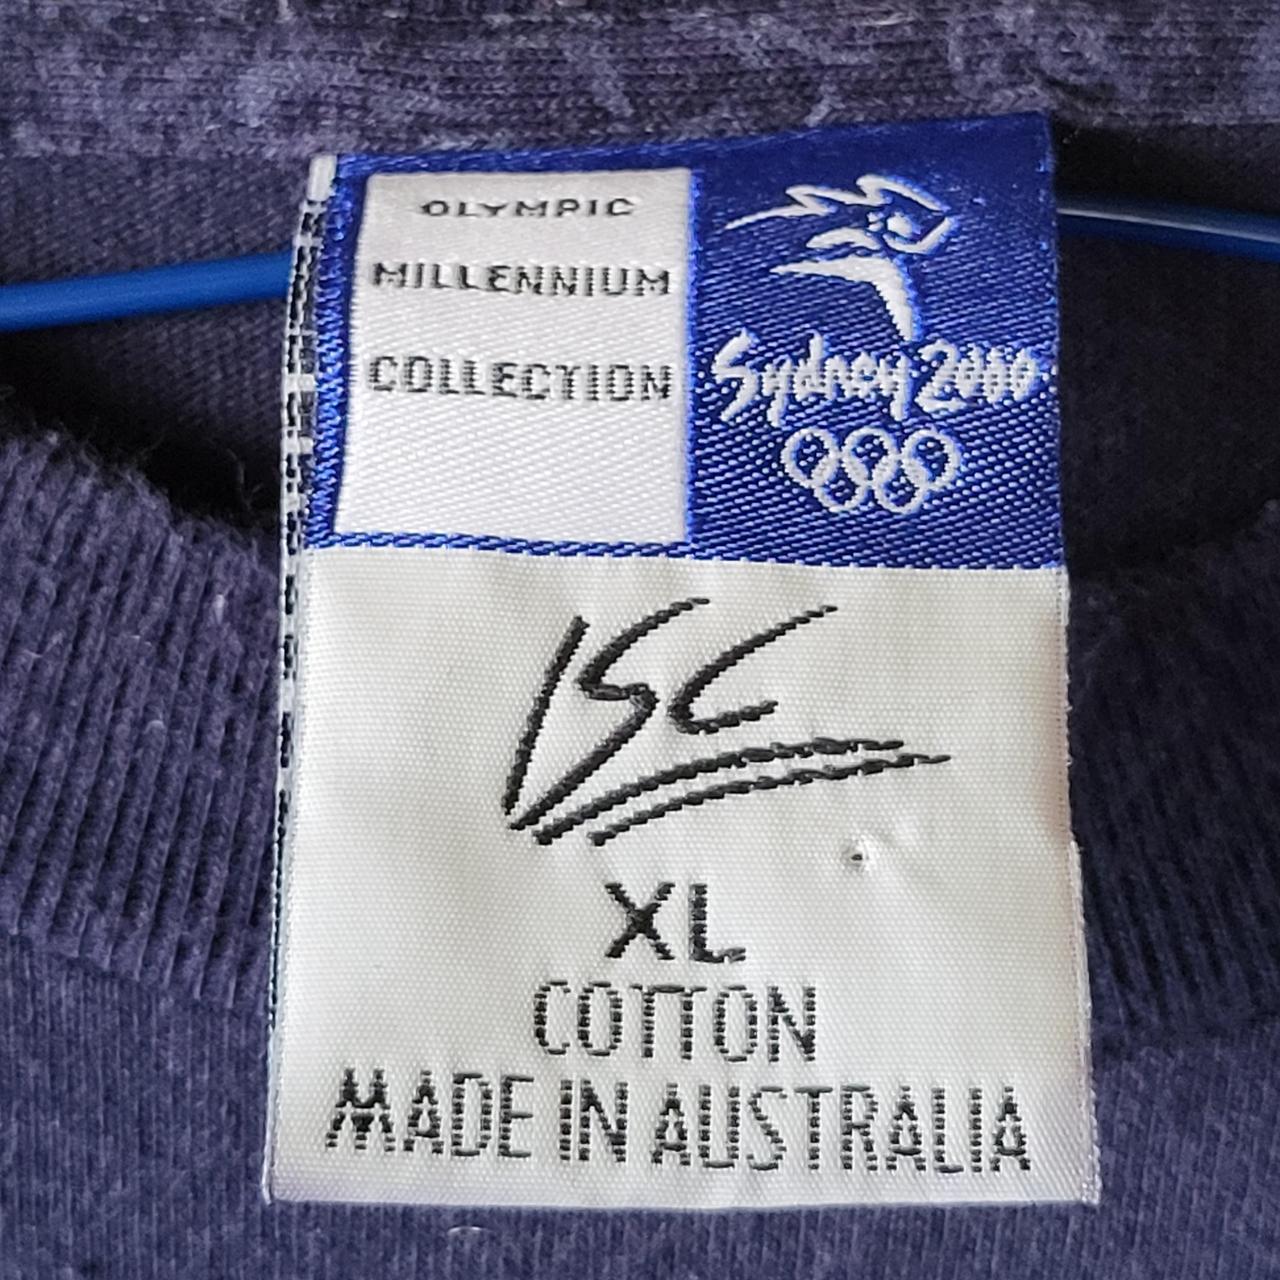 OLYMPIC
MILLENNIUM
COLLECTION
Sydney 2000
ISC
XL
COTTON
MADE IN AUSTRALIA